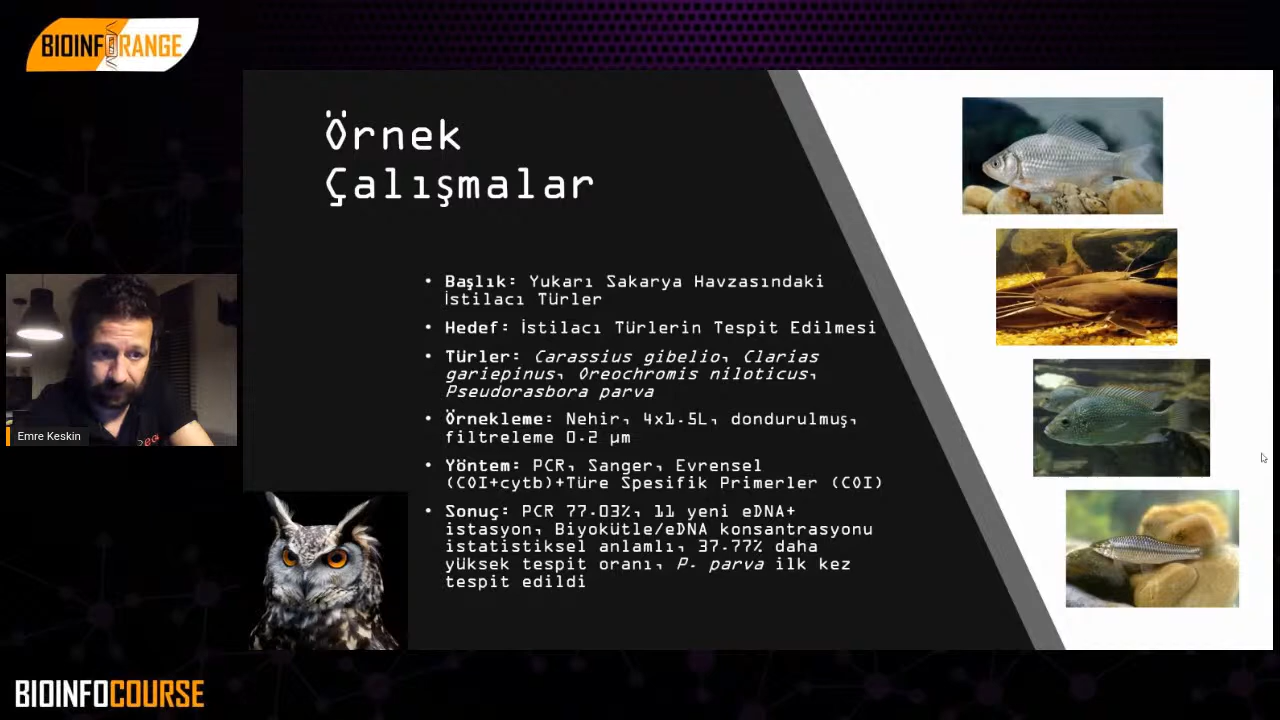 BIOINFORANGE
Örnek
Çalışmalar
• Başlık: Yukarı Sakarya Havzasındaki
İstilacı Türler
• Hedef: İstilacı Türlerin Tespit Edilmesi
• Türler: Carassius gibelio, Clarias
gariepinus, Oreochromis niloticus,
Pseudorasbora parva
• Örnekleme: Nehir, 4x1.5L, dondurulmuş,
filtreleme 0.2 µm
• Yöntem: PCR, Sanger, Evrensel
(COI+cytb)+Türe Spesifik Primerler (COI)
• Sonuç: PCR 77.03%, 11 yeni eDNA+
istasyon, Biyokütle/eDNA konsantrasyonu
istatistiksel anlamlı, 37.77% daha
yüksek tespit oranı, P. parva ilk kez
tespit edildi
Emre Keskin
BIOINFOCOURSE